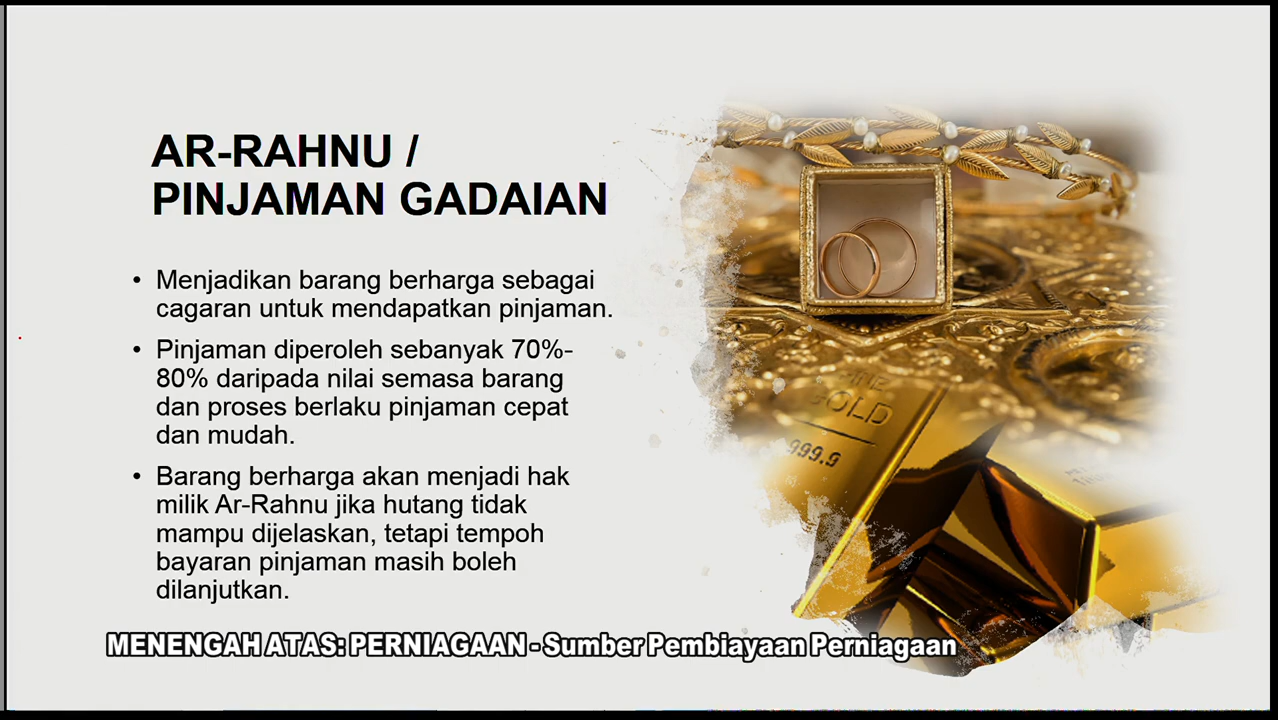 AR-RAHNU /
PINJAMAN GADAIAN
• Menjadikan barang berharga sebagai
cagaran untuk mendapatkan pinjaman.
• Pinjaman diperoleh sebanyak 70%-
80% daripada nilai semasa barang
dan proses berlaku pinjaman cepat
dan mudah.
• Barang berharga akan menjadi hak
milik Ar-Rahnu jika hutang tidak
mampu dijelaskan, tetapi tempoh
bayaran pinjaman masih boleh
dilanjutkan.
GOLD
999.9
MENENGAH ATAS: PERNIAGAAN - Sumber Pembiayaan Perniagaan